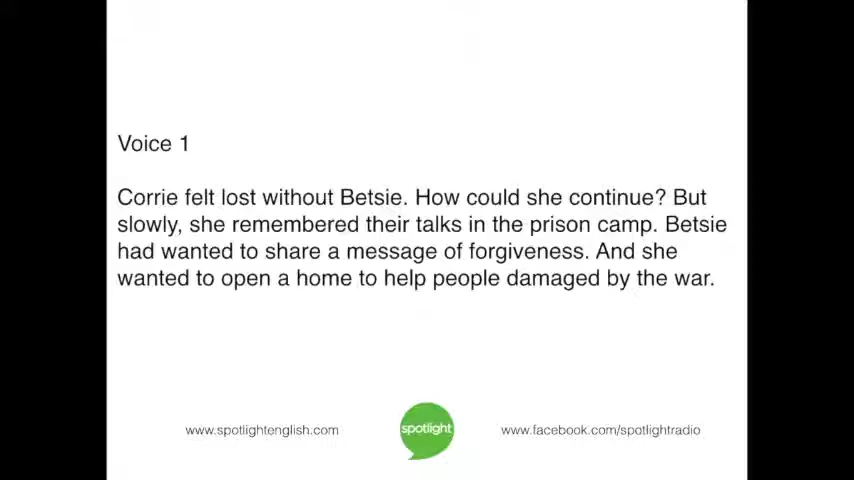 Voice 1
Corrie felt lost without Betsie. How could she continue? But
slowly, she remembered their talks in the prison camp. Betsie
had wanted to share a message of forgiveness. And she
wanted to open a home to help people damaged by the war.
www.spotlightenglish.com
spotlight
www.facebook.com/spotlightradio